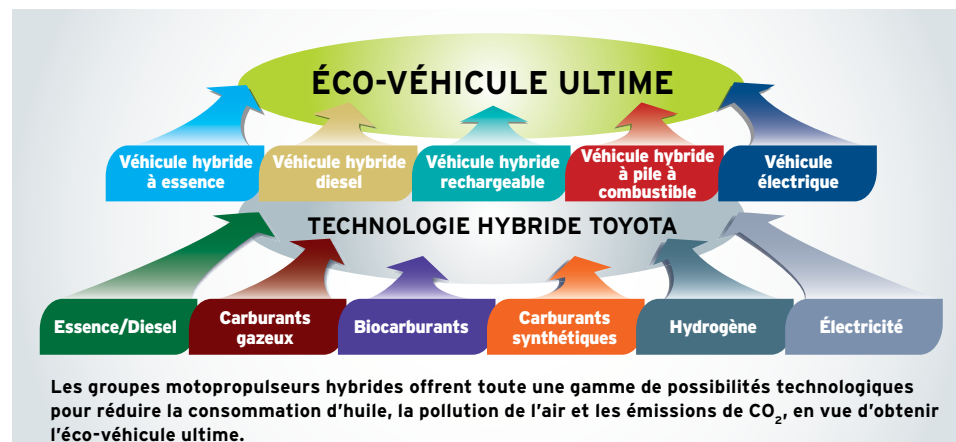 ÉCO-VÉHICULE ULTIME
Véhicule hybride
à essence
Véhicule hybride
diesel
Véhicule hybride
rechargeable
Véhicule hybride
à pile à
combustible
Véhicule
électrique
TECHNOLOGIE HYBRIDE TOYOTA
Essence/Diesel
Carburants
gazeux
Biocarburants
Carburants
synthétiques
Hydrogène
Électricité
Les groupes motopropulseurs hybrides offrent toute une gamme de possibilités technologiques
pour réduire la consommation d’huile, la pollution de l’air et les émissions de CO₂, en vue d’obtenir
l’éco-véhicule ultime.